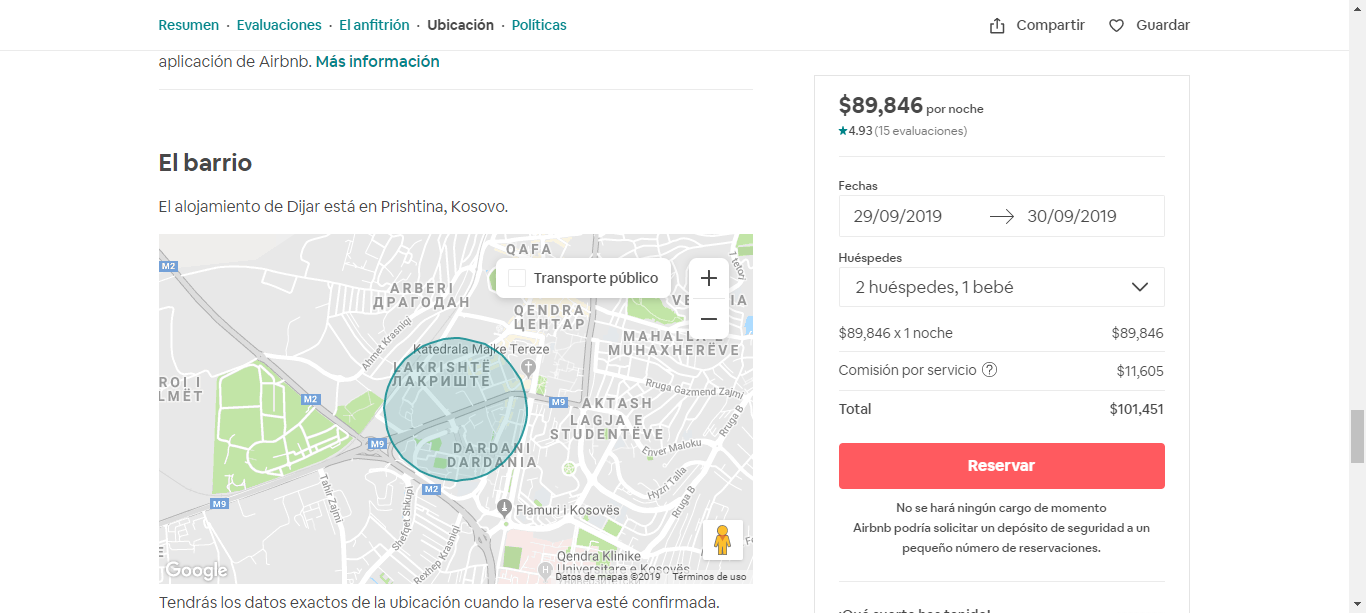 Resumen · Evaluaciones · El anfitrión · Ubicación · Políticas
Compartir
Guardar
aplicación de Airbnb. Más información
El barrio
El alojamiento de Dijar está en Prishtina, Kosovo.
QAFA
Transporte público
M2
ARBERI
ДРАГОДАН
QENDRA
ЦЕНТАР
Ahmet Krasniqi
MAHALLA E
MUHAXHERËVE
Katedrala Majke Tereze
LAKRISHTË
ЛАКРИШТЕ
Rruga Gazmend Zajmi
M2
M9
AKTASH
LAGJA E
STUDENTËVE
Rruga B
M9
DARDANI
DARDANIA
Enver Maloku
M2
M9
Tahir Zajmi
Shefqet Shkupi
Hyzri Talla
Rruga B
Flamuri i Kosovës
Rexhep Krasniqi
Qendra Klinike
Universitare e Kosovës
Google
Datos de mapas ©2019
Términos de uso
Tendrás los datos exactos de la ubicación cuando la reserva esté confirmada.
$89,846 por noche
★4.93 (15 evaluaciones)
Fechas
29/09/2019 → 30/09/2019
Huéspedes
2 huéspedes, 1 bebé
$89,846 x 1 noche $89,846
Comisión por servicio ? $11,605
Total $101,451
Reservar
No se hará ningún cargo de momento
Airbnb podría solicitar un depósito de seguridad a un
pequeño número de reservaciones.